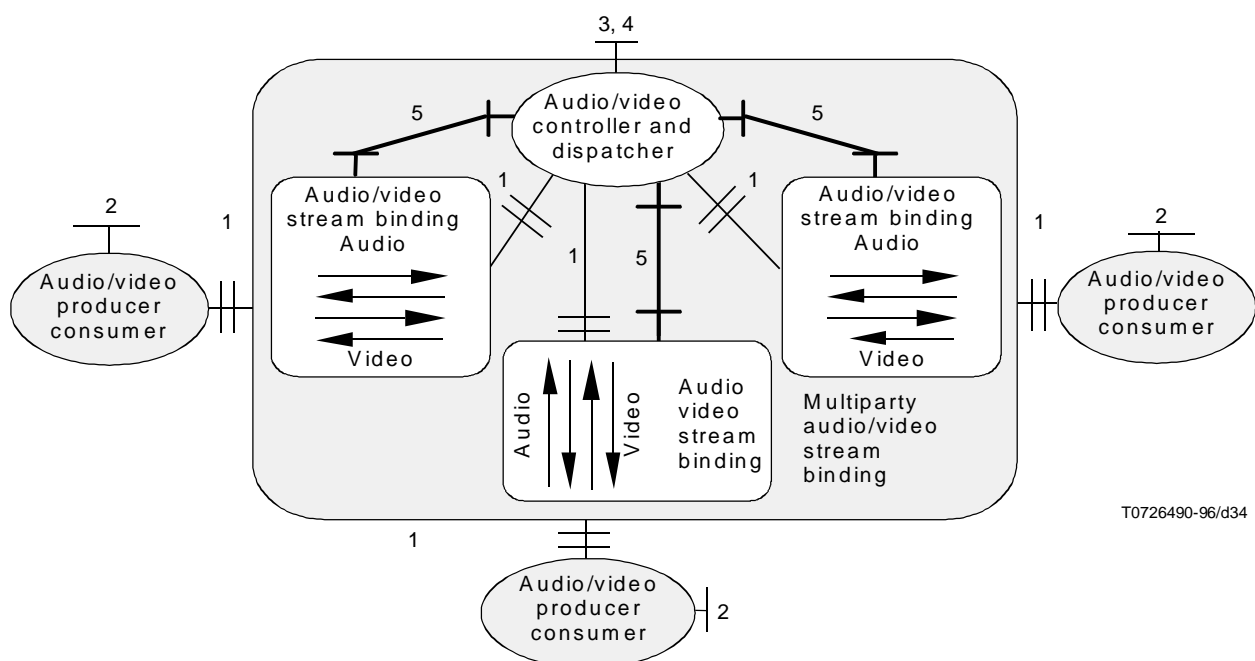 3, 4
Audio/video
controller and
dispatcher
5
5
Audio/video
stream binding
Audio
Video
1
1
5
1
Audio/video
stream binding
Audio
Video
2
1
Audio/video
producer
consumer
1
2
Audio/video
producer
consumer
Audio
Video
Audio
video
stream
binding
Multiparty
audio/video
stream
binding
T0726490-96/d34
1
Audio/video
producer
consumer
2